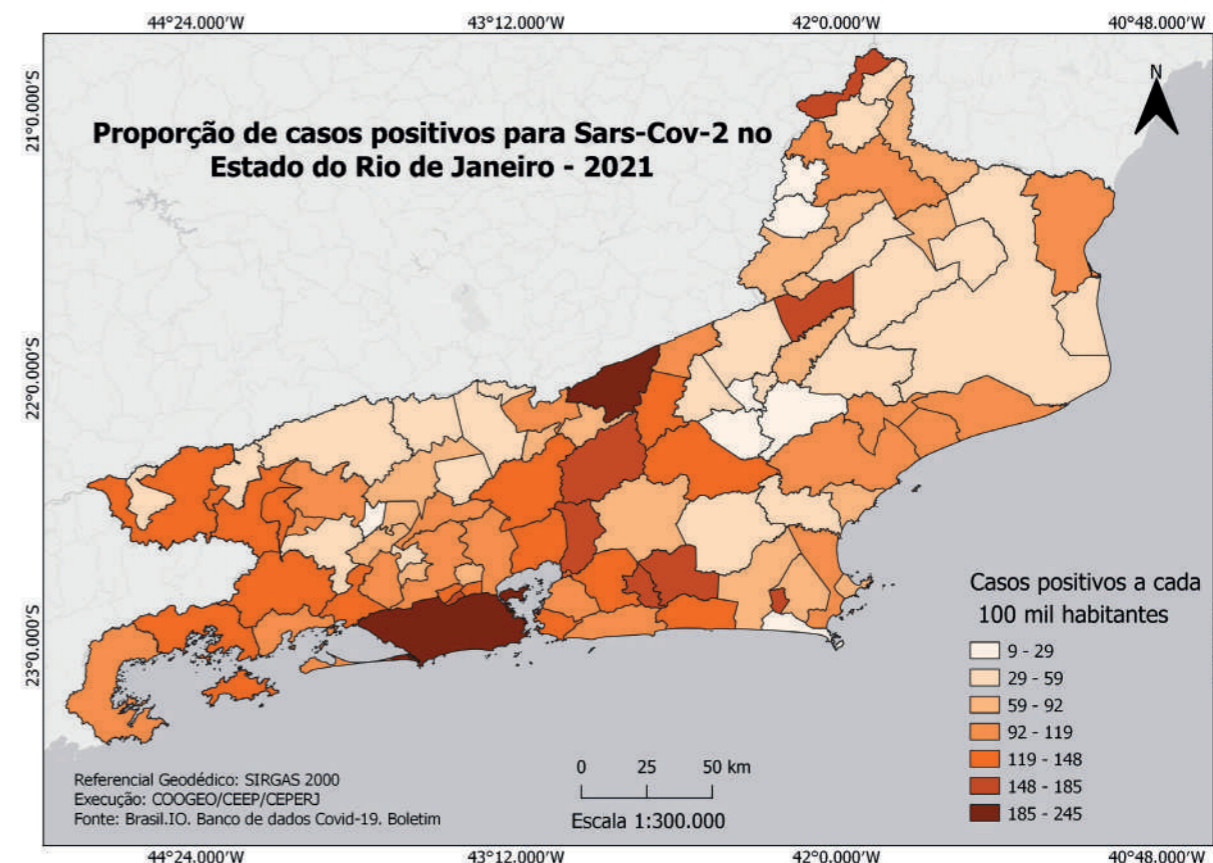 44°24.000'W 43°12.000'W 42°0.000'W 40°48.000'W
N
21°0.000'S
Proporção de casos positivos para Sars-Cov-2 no
Estado do Rio de Janeiro - 2021
22°0.000'S
23°0.000'S
Casos positivos a cada
100 mil habitantes
9 - 29
29 - 59
59 - 92
92 - 119
119 - 148
148 - 185
185 - 245
0 25 50 km
Escala 1:300.000
Referencial Geodédico: SIRGAS 2000
Execução: COOGEO/CEEP/CEPERJ
Fonte: Brasil.IO. Banco de dados Covid-19. Boletim
44°24.000'W 43°12.000'W 42°0.000'W 40°48.000'W